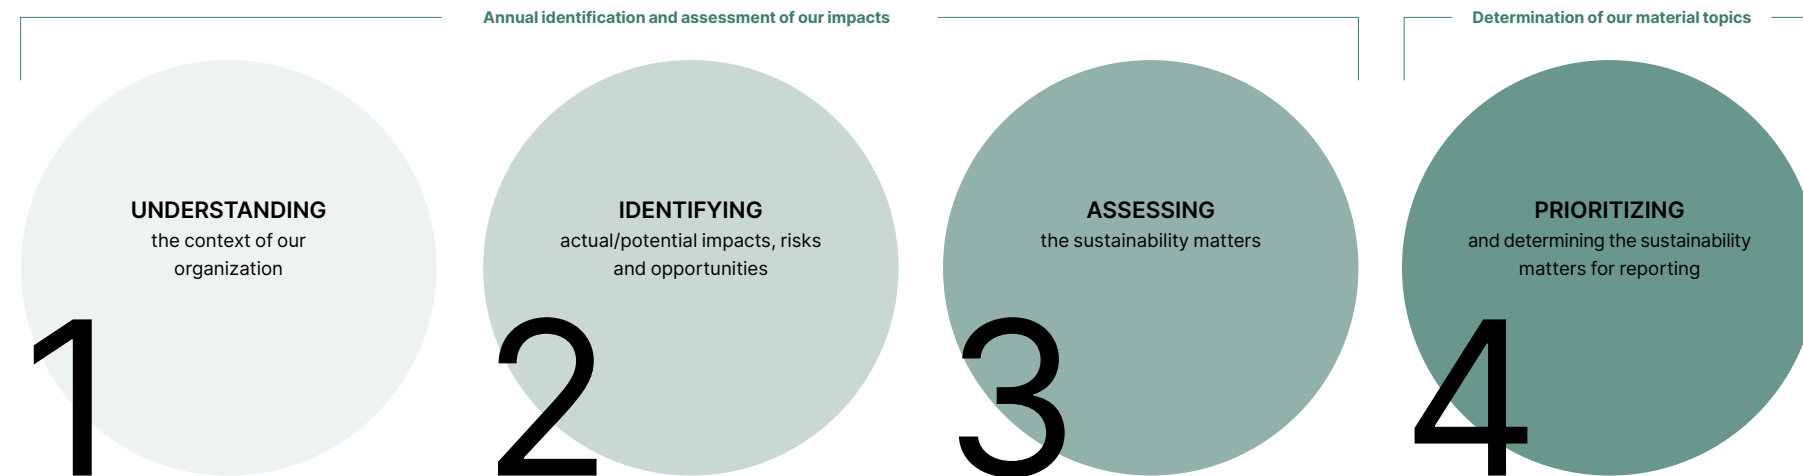 Annual identification and assessment of our impacts
Determination of our material topics
UNDERSTANDING
the context of our
organization
1
IDENTIFYING
actual/potential impacts, risks
and opportunities
2
ASSESSING
the sustainability matters
3
PRIORITIZING
and determining the sustainability
matters for reporting
4